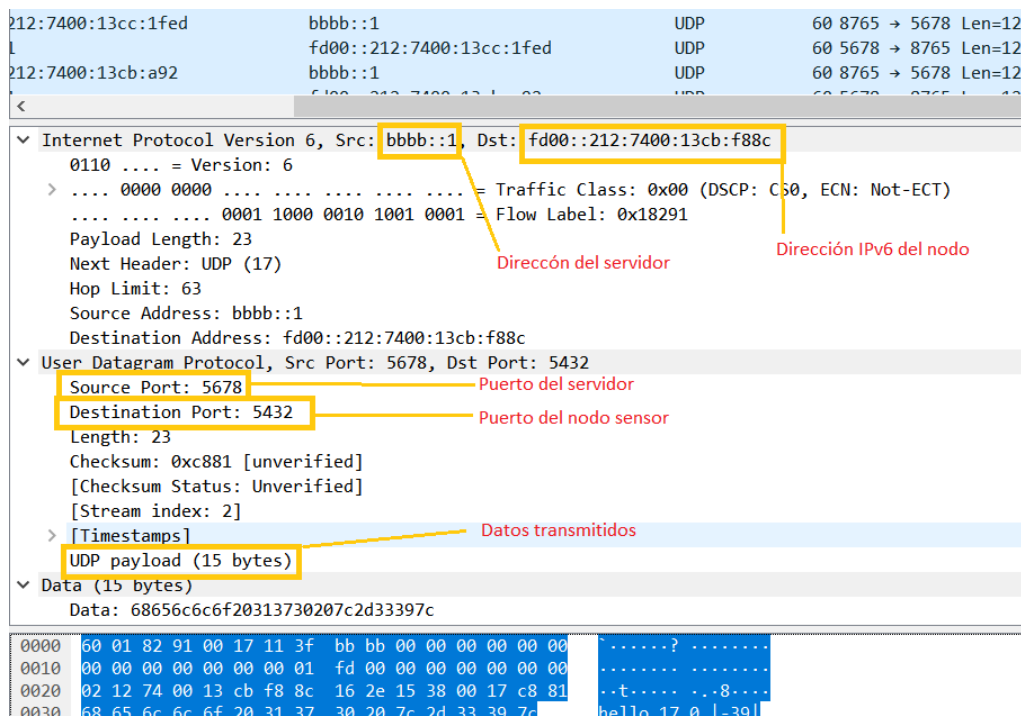 212:7400:13cc:1fed bbbb::1 UDP 60 8765 → 5678 Len=12
1 fd00::212:7400:13cc:1fed UDP 60 5678 → 8765 Len=12
212:7400:13cb:a92 bbbb::1 UDP 60 8765 → 5678 Len=12
Internet Protocol Version 6, Src: bbbb::1, Dst: fd00::212:7400:13cb:f88c
0110 .... = Version: 6
.... 0000 0000 .... .... .... .... .... = Traffic Class: 0x00 (DSCP: CS0, ECN: Not-ECT)
.... .... .... 0001 1000 0010 1001 0001 = Flow Label: 0x18291
Payload Length: 23
Dirección IPv6 del nodo
Next Header: UDP (17)
Direccón del servidor
Hop Limit: 63
Source Address: bbbb::1
Destination Address: fd00::212:7400:13cb:f88c
User Datagram Protocol, Src Port: 5678, Dst Port: 5432
Source Port: 5678 Puerto del servidor
Destination Port: 5432 Puerto del nodo sensor
Length: 23
Checksum: 0xc881 [unverified]
[Checksum Status: Unverified]
[Stream index: 2]
[Timestamps] Datos transmitidos
UDP payload (15 bytes)
Data (15 bytes)
Data: 68656c6c6f20313730207c2d33397c
0000 60 01 82 91 00 17 11 3f bb bb 00 00 00 00 00 00 `······? ········
0010 00 00 00 00 00 00 00 01 fd 00 00 00 00 00 00 00 ········ ········
0020 02 12 74 00 13 cb f8 8c 16 2e 15 38 00 17 c8 81 ··t····· ·.·8····
0030 68 65 6c 6c 6f 20 31 37 30 20 7c 2d 33 39 7c hello 17 0 |-39|